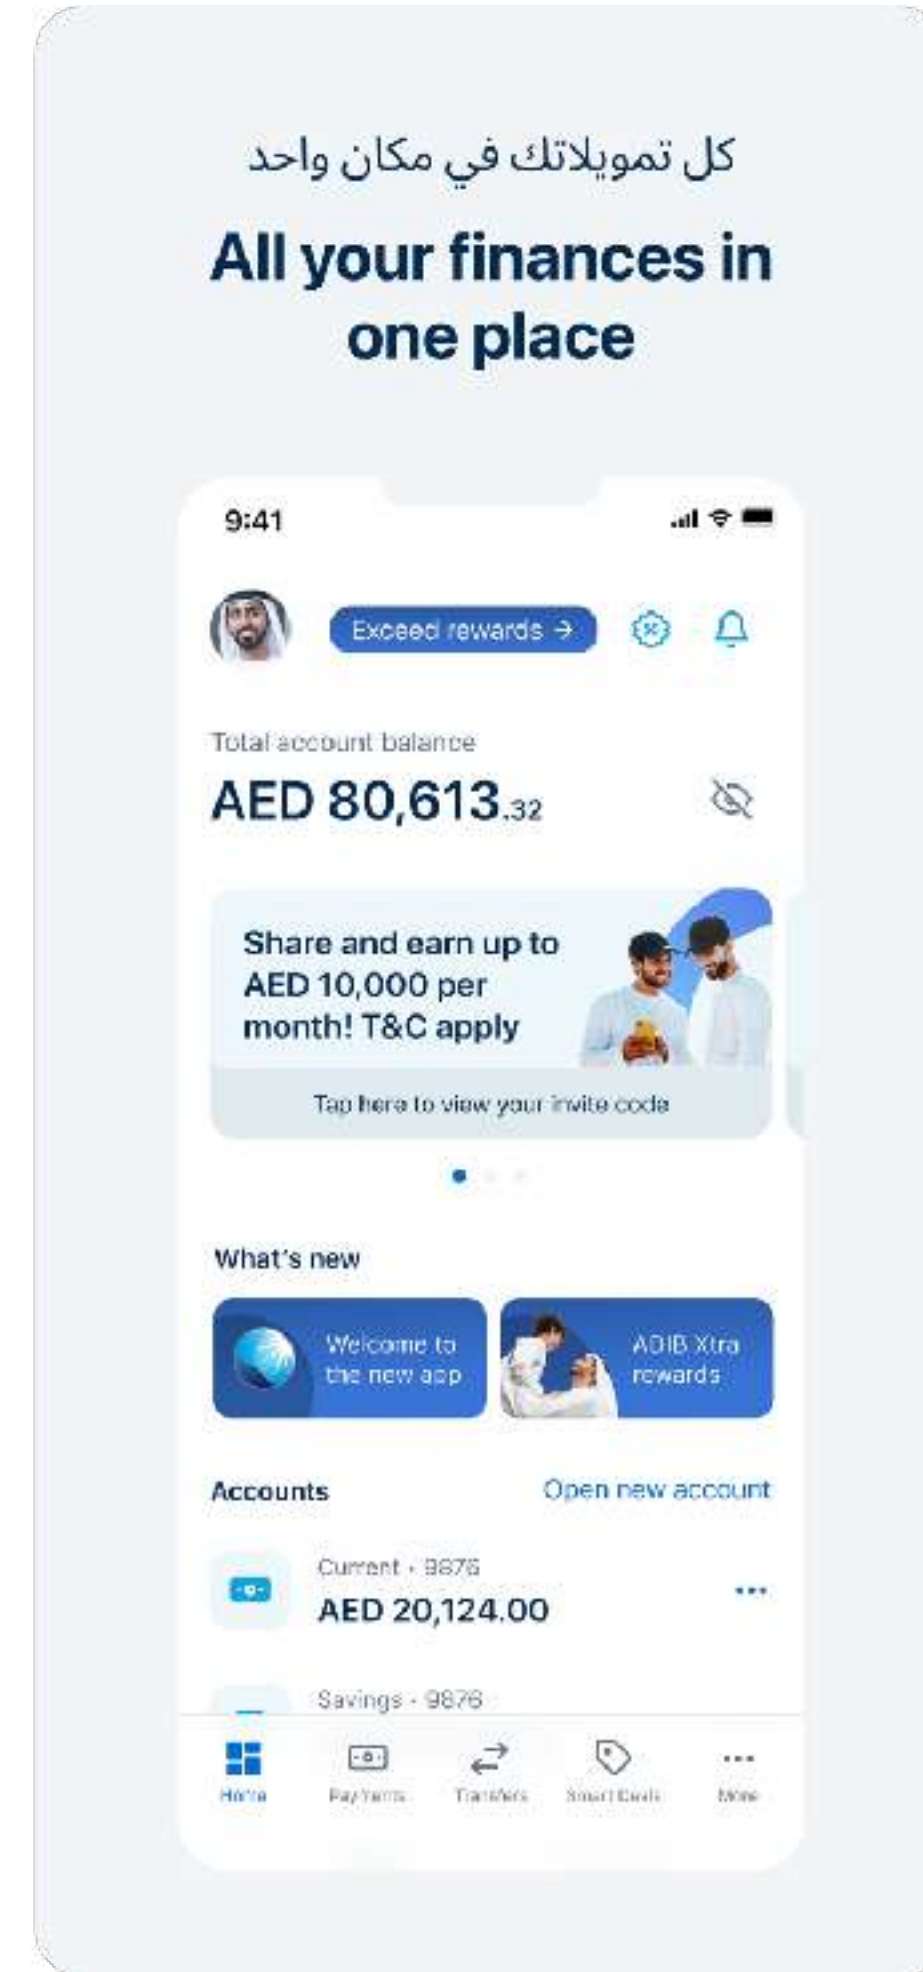 كل تمويلاتك في مكان واحد
All your finances in
one place
9:41
Exceed rewards →
Total account balance
AED 80,613.32
Share and earn up to
AED 10,000 per
month! T&C apply
Tap here to view your invite code
What's new
Welcome to
the new app
ADIB Xtra
rewards
Accounts
Open new account
Current • 9876
AED 20,124.00
Savings • 9876
Home
Payments
Transfers
Smart Deals
More